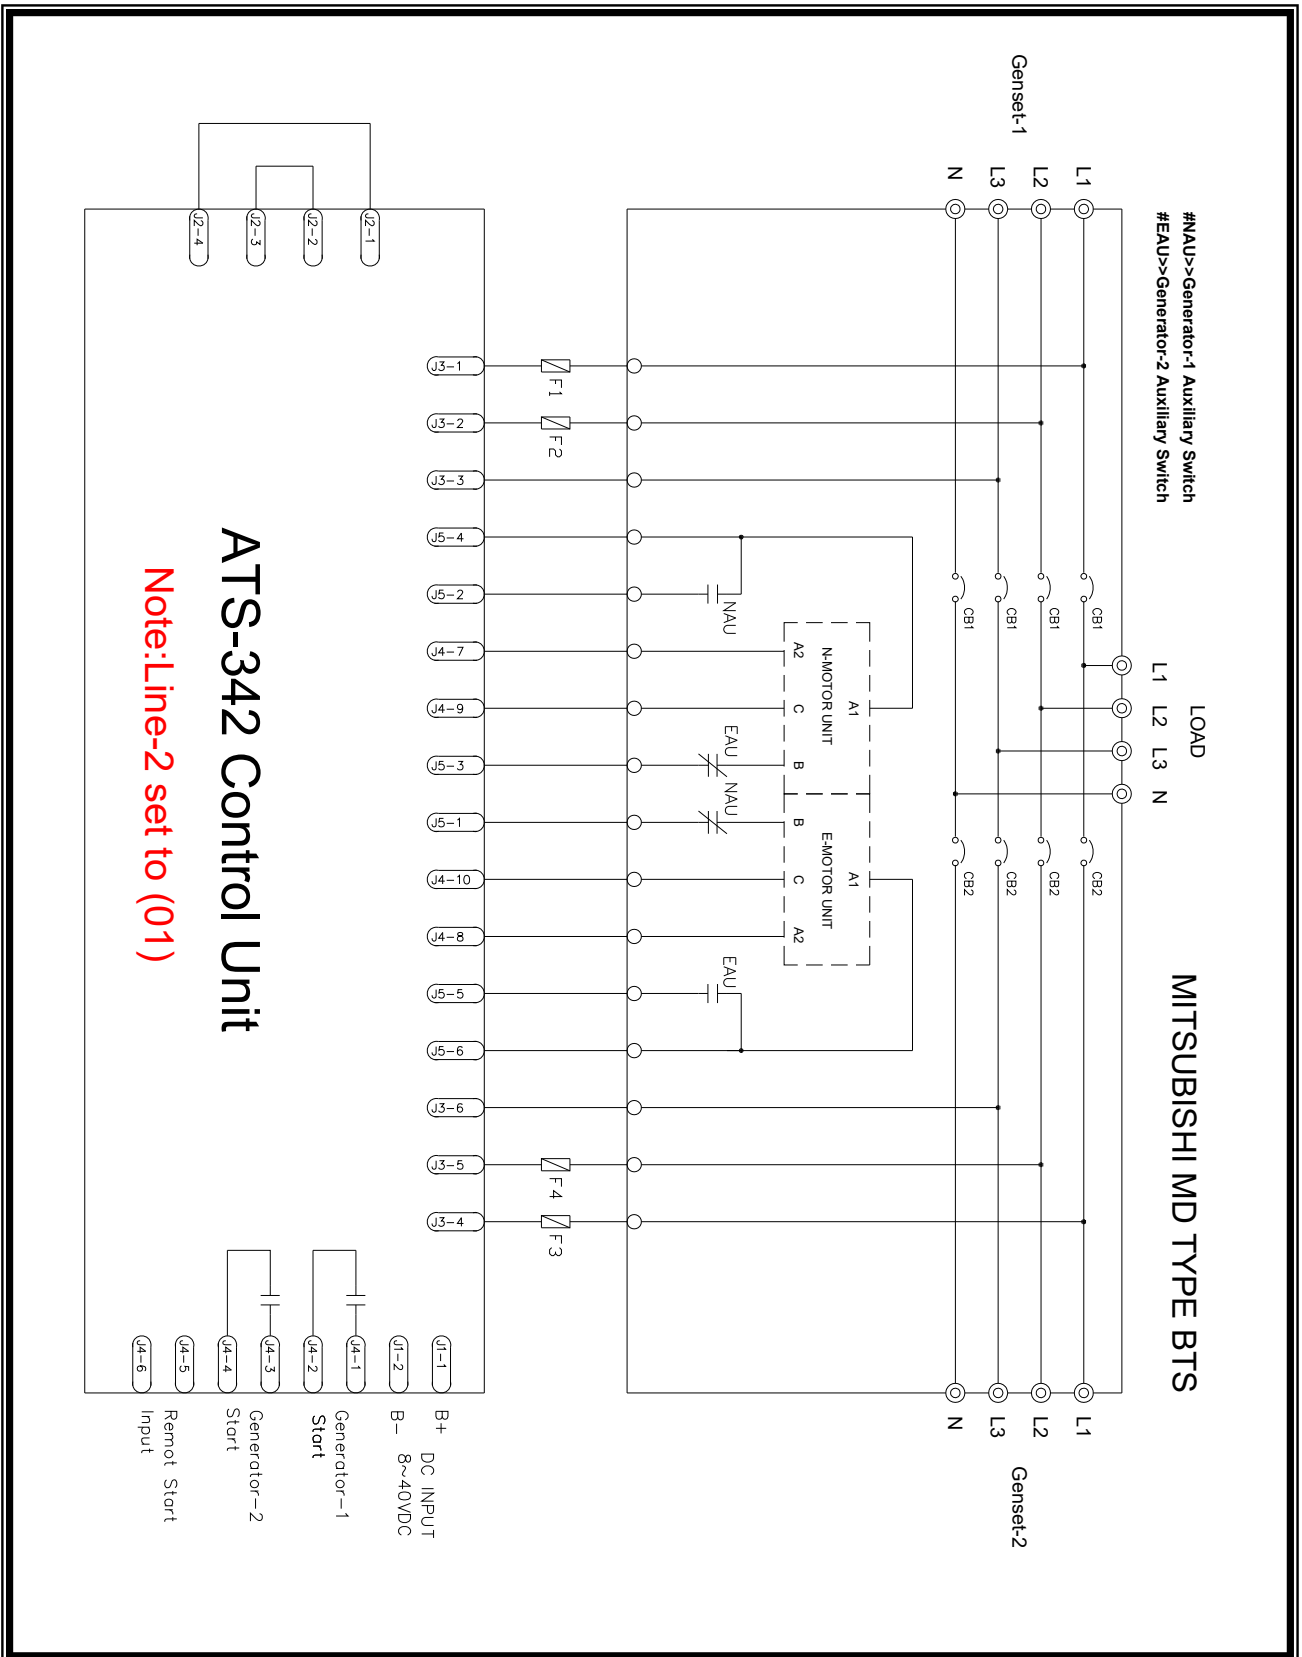 MITSUBISHI MD TYPE BTS
#NAU>>Generator-1 Auxiliary Switch
#EAU>>Generator-2 Auxiliary Switch
LOAD
L1 L2 L3 N
Genset-1
L1
L2
L3
N
CB1
CB1
CB1
CB1
CB2
CB2
CB2
CB2
L1
L2
L3
N
Genset-2
A1
N-MOTOR UNIT
A2 C B
A1
E-MOTOR UNIT
B C A2
NAU
EAU
NAU
EAU
F1
F2
F4
F3
J3-1
J3-2
J3-3
J5-4
J5-2
J4-7
J4-9
J5-3
J5-1
J4-10
J4-8
J5-5
J5-6
J3-6
J3-5
J3-4
J2-1
J2-2
J2-3
J2-4
ATS-342 Control Unit
Note:Line-2 set to (01)
J1-1
J1-2
J4-1
J4-2
J4-3
J4-4
J4-5
J4-6
B+ DC INPUT
B- 8~40VDC
Generator-1
Start
Generator-2
Start
Remot Start
Input